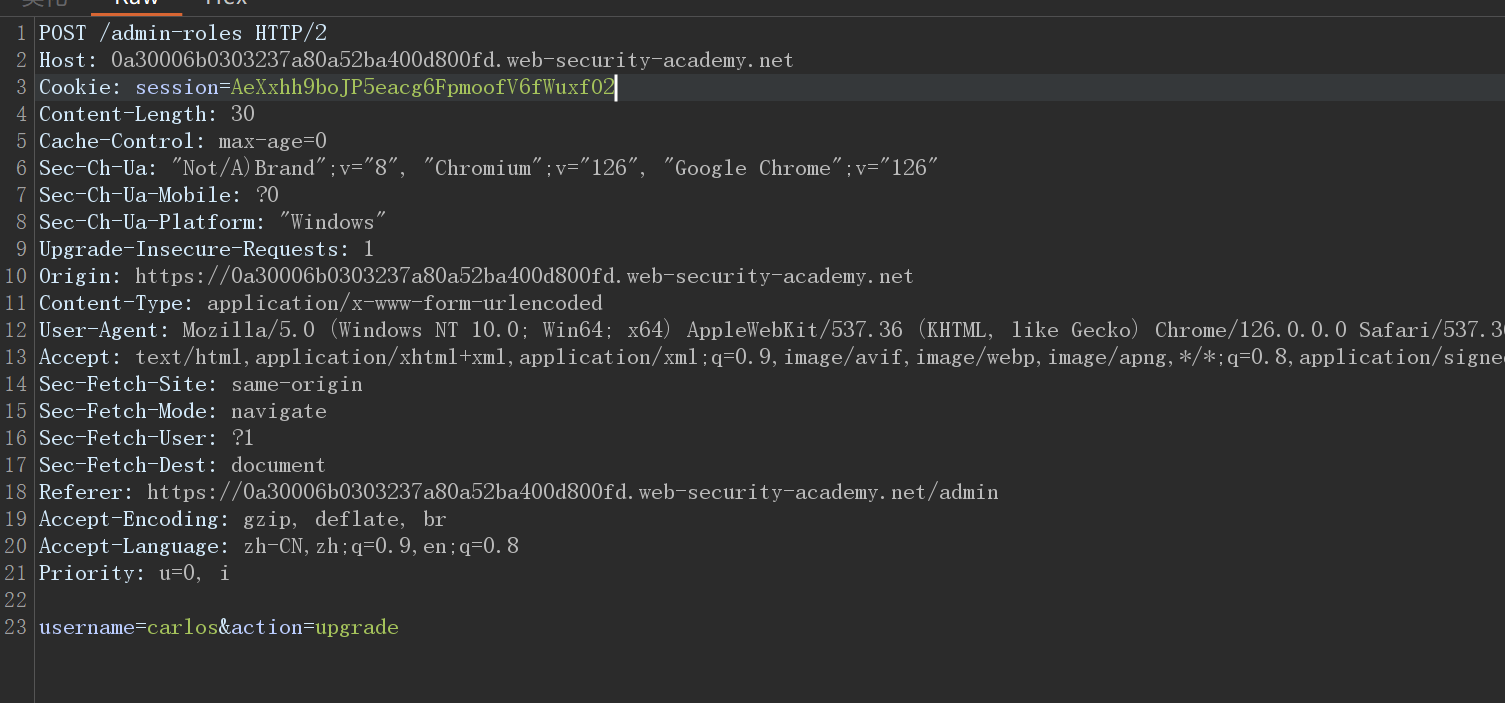 Raw
Hex
1 POST /admin-roles HTTP/2
2 Host: 0a30006b0303237a80a52ba400d800fd.web-security-academy.net
3 Cookie: session=AeXxhh9boJP5eacg6FpmoofV6fWuxf02
4 Content-Length: 30
5 Cache-Control: max-age=0
6 Sec-Ch-Ua: "Not/A)Brand";v="8", "Chromium";v="126", "Google Chrome";v="126"
7 Sec-Ch-Ua-Mobile: ?0
8 Sec-Ch-Ua-Platform: "Windows"
9 Upgrade-Insecure-Requests: 1
10 Origin: https://0a30006b0303237a80a52ba400d800fd.web-security-academy.net
11 Content-Type: application/x-www-form-urlencoded
12 User-Agent: Mozilla/5.0 (Windows NT 10.0; Win64; x64) AppleWebKit/537.36 (KHTML, like Gecko) Chrome/126.0.0.0 Safari/537.3
13 Accept: text/html,application/xhtml+xml,application/xml;q=0.9,image/avif,image/webp,image/apng,*/*;q=0.8,application/signe
14 Sec-Fetch-Site: same-origin
15 Sec-Fetch-Mode: navigate
16 Sec-Fetch-User: ?1
17 Sec-Fetch-Dest: document
18 Referer: https://0a30006b0303237a80a52ba400d800fd.web-security-academy.net/admin
19 Accept-Encoding: gzip, deflate, br
20 Accept-Language: zh-CN,zh;q=0.9,en;q=0.8
21 Priority: u=0, i
22
23 username=carlos&action=upgrade